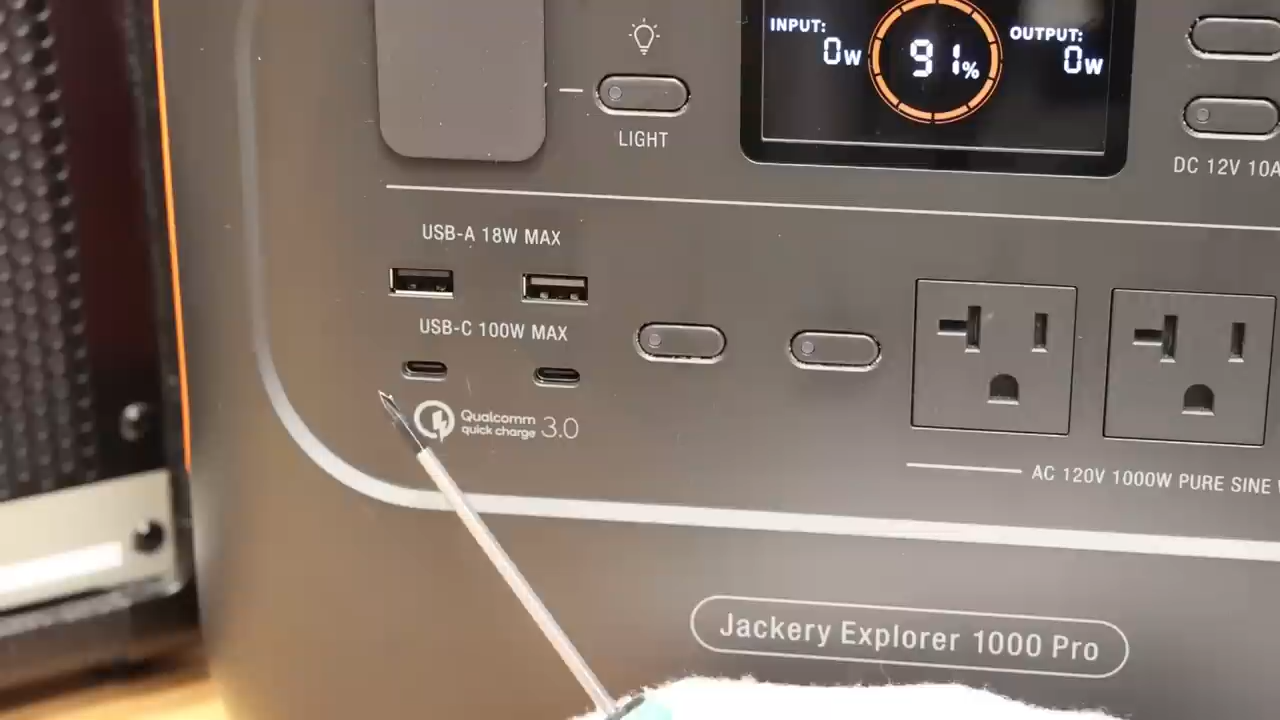 INPUT:
0W
91%
OUTPUT:
0W
LIGHT
DC 12V 10A
USB-A 18W MAX
USB-C 100W MAX
Qualcomm
quick charge 3.0
AC 120V 1000W PURE SINE
Jackery Explorer 1000 Pro